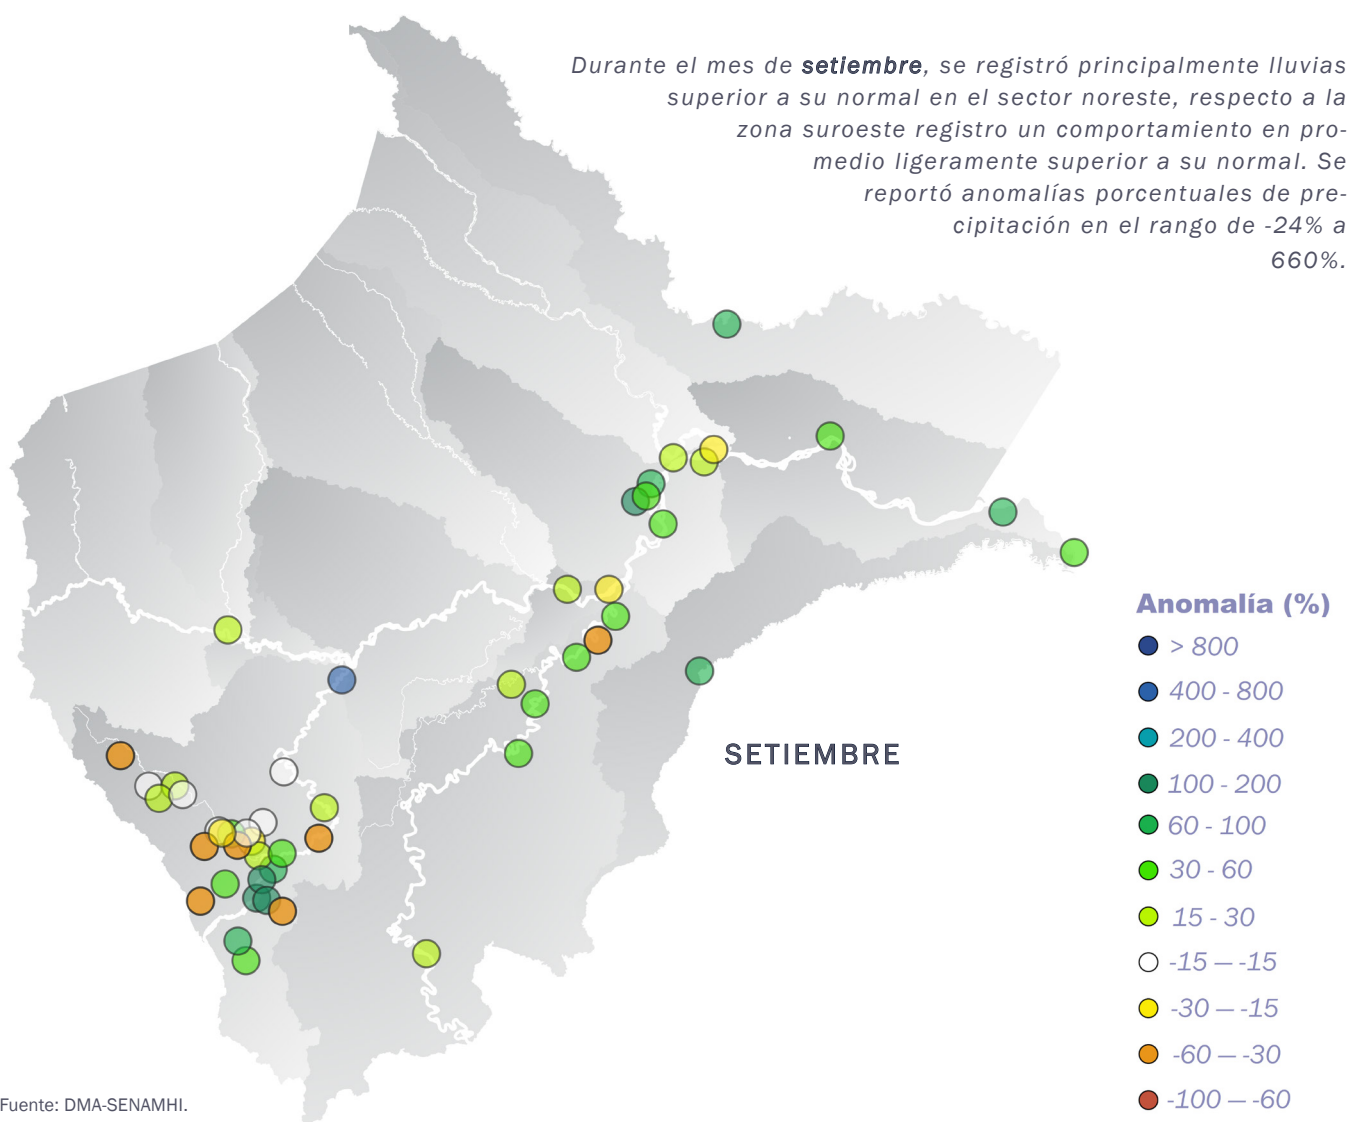 Durante el mes de setiembre, se registró principalmente lluvias
superior a su normal en el sector noreste, respecto a la
zona suroeste registro un comportamiento en pro-
medio ligeramente superior a su normal. Se
reportó anomalías porcentuales de pre-
cipitación en el rango de -24% a
660%.
Anomalía (%)
> 800
400 - 800
200 - 400
100 - 200
60 - 100
30 - 60
15 - 30
-15 — -15
-30 — -15
-60 — -30
-100 — -60
SETIEMBRE
Fuente: DMA-SENAMHI.